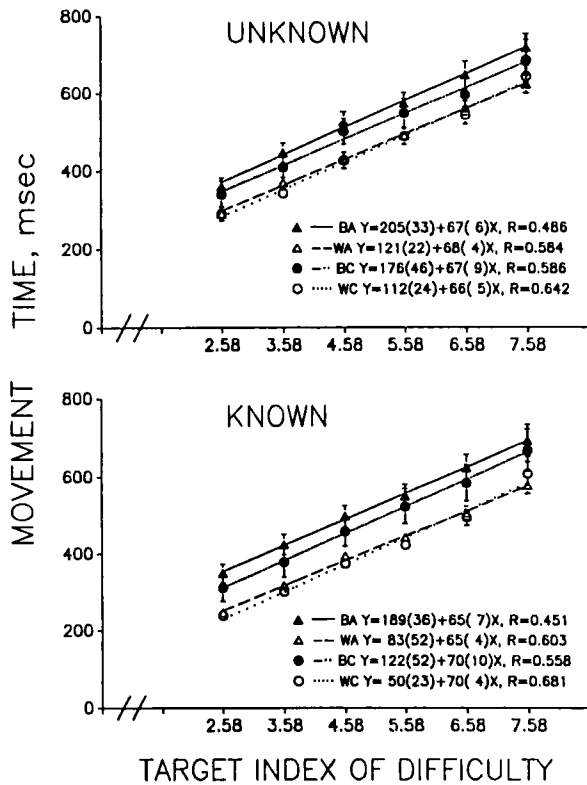 UNKNOWN
800
600
400
200
0
BA Y=205(33)+67( 6)X, R=0.486
WA Y=121(22)+68( 4)X, R=0.584
BC Y=176(46)+67( 9)X, R=0.586
WC Y=112(24)+66( 5)X, R=0.642
2.58 3.58 4.58 5.58 6.58 7.58
MOVEMENT TIME, msec
KNOWN
800
600
400
200
0
BA Y=189(36)+65( 7)X, R=0.451
WA Y= 83(52)+65( 4)X, R=0.603
BC Y=122(52)+70(10)X, R=0.558
WC Y= 50(23)+70( 4)X, R=0.681
2.58 3.58 4.58 5.58 6.58 7.58
TARGET INDEX OF DIFFICULTY